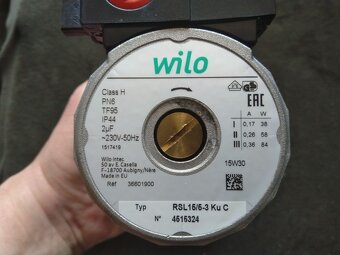 wilo
Class H
PN6
TF95
IP44
2µF
~230V-50Hz
1517419
EAC
A W
I 0,17 38
II 0,26 58
III 0,36 84
Wilo Intec
50 av E. Casella
F-18700 Aubigny/Nère
Made in EU
15W30
Ref 36601900
Typ RSL15/5-3 Ku C
N° 4515324